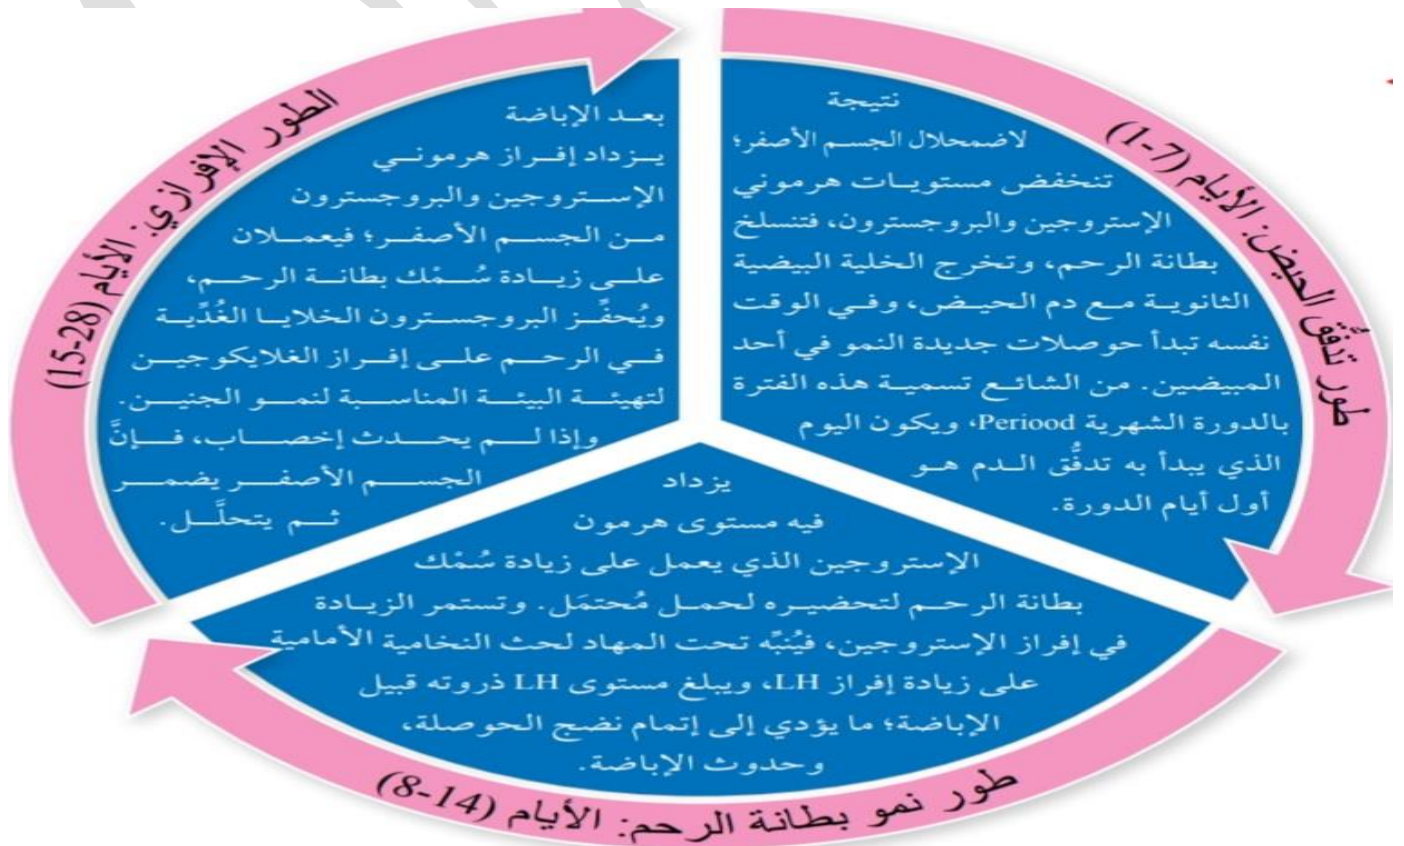 طور تدفُّق الحيض: الأيام (7-1)
نتيجة
لاضمحلال الجسم الأصفر؛
تنخفض مستويات هرموني
الإستروجين والبروجسترون، فتنسلخ
بطانة الرحم، وتخرج الخلية البيضية
الثانوية مع دم الحيض، وفي الوقت
نفسه تبدأ حوصلات جديدة النمو في أحد
المبيضين. من الشائع تسمية هذه الفترة
بالدورة الشهرية Periood، ويكون اليوم
الذي يبدأ به تدفُّق الدم هو
أول أيام الدورة.
طور نمو بطانة الرحم: الأيام (14-8)
يزداد
فيه مستوى هرمون
الإستروجين الذي يعمل على زيادة سُمْك
بطانة الرحم لتحضيره لحمل مُحتمَل. وتستمر الزيادة
في إفراز الإستروجين، فيُنبِّه تحت المهاد لحث النخامية الأمامية
على زيادة إفراز LH، ويبلغ مستوى LH ذروته قبيل
الإباضة؛ ما يؤدي إلى إتمام نضج الحوصلة،
وحدوث الإباضة.
الطور الإفرازي: الأيام (28-15)
بعد الإباضة
يزداد إفراز هرموني
الإستروجين والبروجسترون
من الجسم الأصفر؛ فيعملان
على زيادة سُمْك بطانة الرحم،
ويُحفِّز البروجسترون الخلايا الغُدِّية
في الرحم على إفراز الغلايكوجين
لتهيئة البيئة المناسبة لنمو الجنين.
وإذا لم يحدث إخصاب، فإنَّ
الجسم الأصفر يضمر
ثم يتحلَّل.